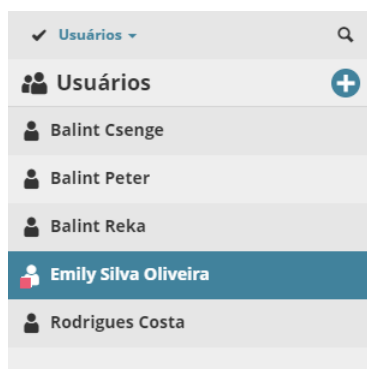 Usuários
Usuários
Balint Csenge
Balint Peter
Balint Reka
Emily Silva Oliveira
Rodrigues Costa